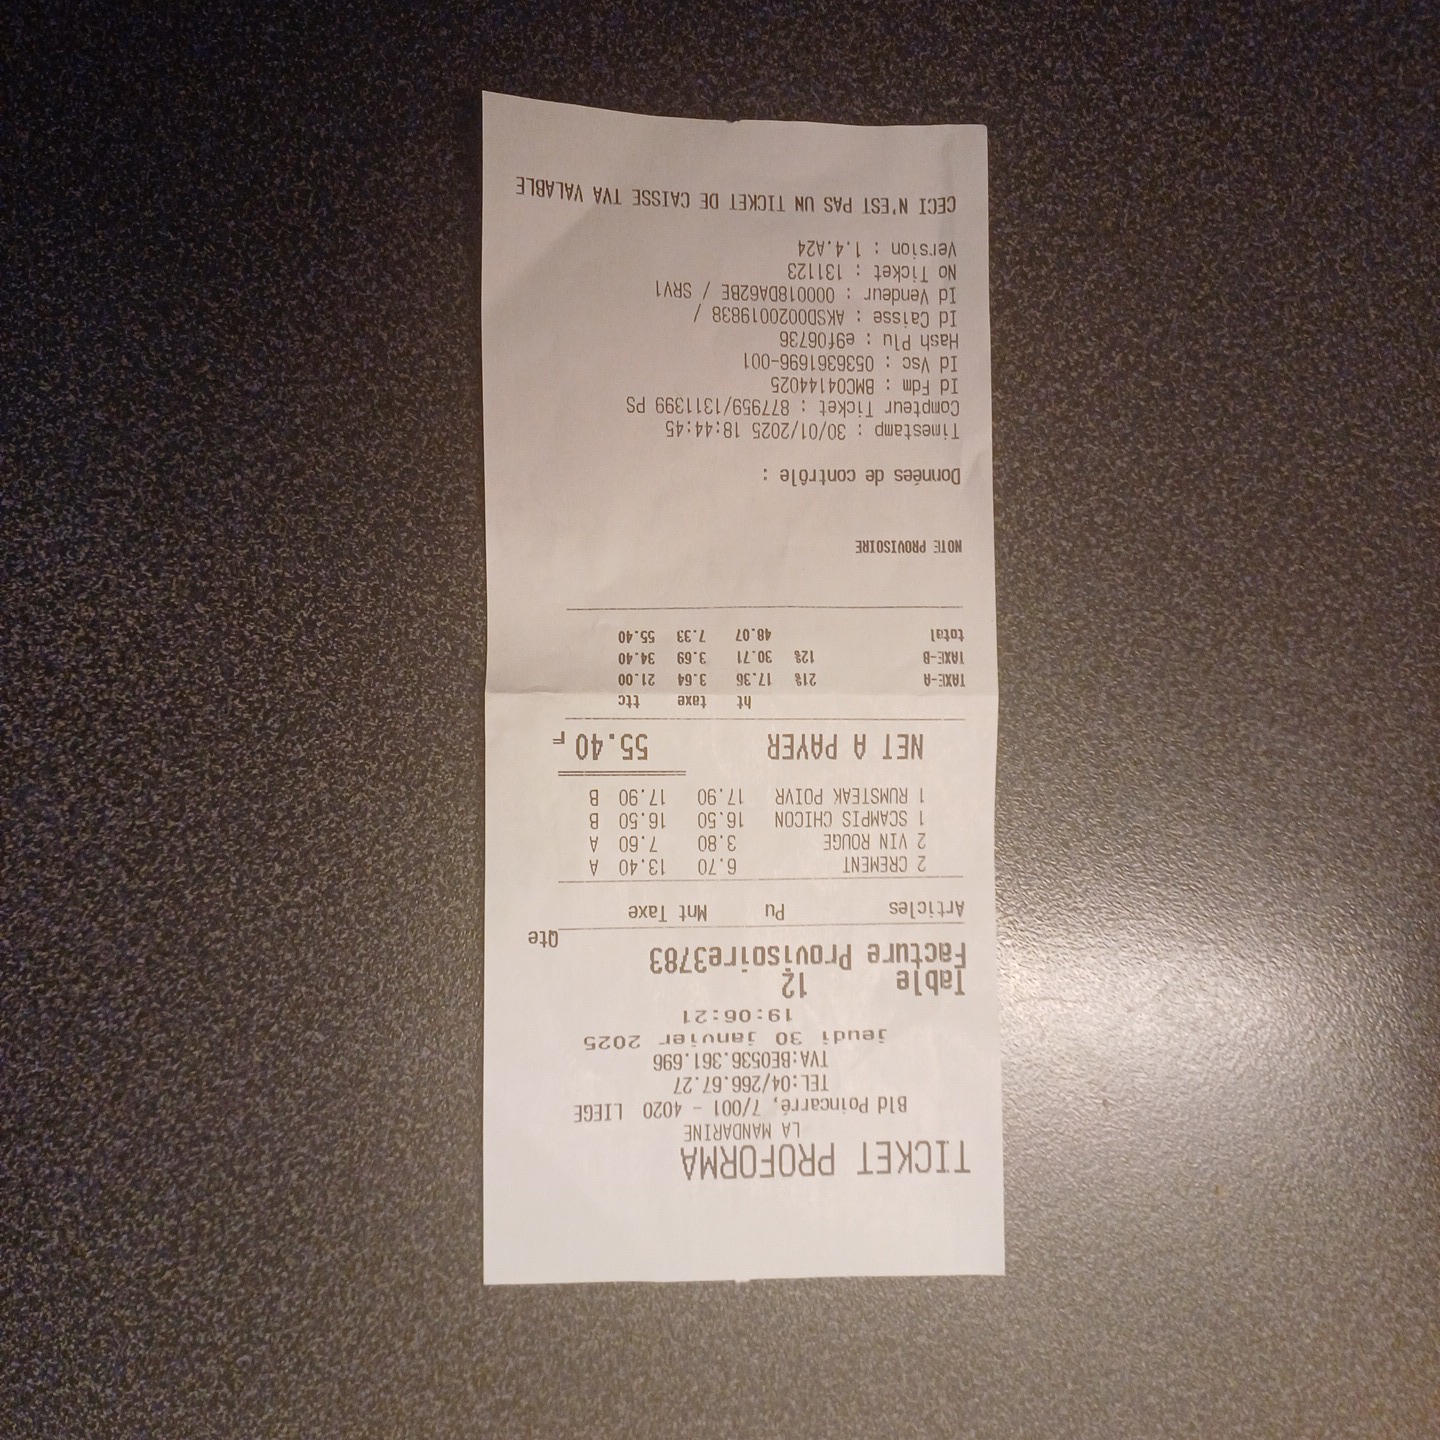 TICKET PROFORMA
LA MANDARINE
Bld Poincarré, 7/001 - 4020 LIEGE
TEL:04/266.67.27
TVA:BE0536.361.696
jeudi 30 janvier 2025
19:06:21
Table 12
Facture Provisoire3783
Qte
Articles Pu Mnt Taxe
2 CREMENT 6.70 13.40 A
2 VIN ROUGE 3.80 7.60 A
1 SCAMPIS CHICON 16.50 16.50 B
1 RUMSTEAK POIVR 17.90 17.90 B
NET A PAYER 55.40 F
ht taxe ttc
TAXE-A 21% 17.36 3.64 21.00
TAXE-B 12% 30.71 3.69 34.40
total 48.07 7.33 55.40
NOTE PROVISOIRE
Données de contrôle :
Timestamp : 30/01/2025 18:44:45
Compteur Ticket : 877959/1311399 PS
Id Fdm : BMC04144025
Id Vsc : 0536361696-001
Hash Plu : e9f06736
Id Caisse : AKSD0020019838 /
Id Vendeur : 000018DA62BE / SRV1
No Ticket : 131123
Version : 1.4.A24
CECI N'EST PAS UN TICKET DE CAISSE TVA VALABLE